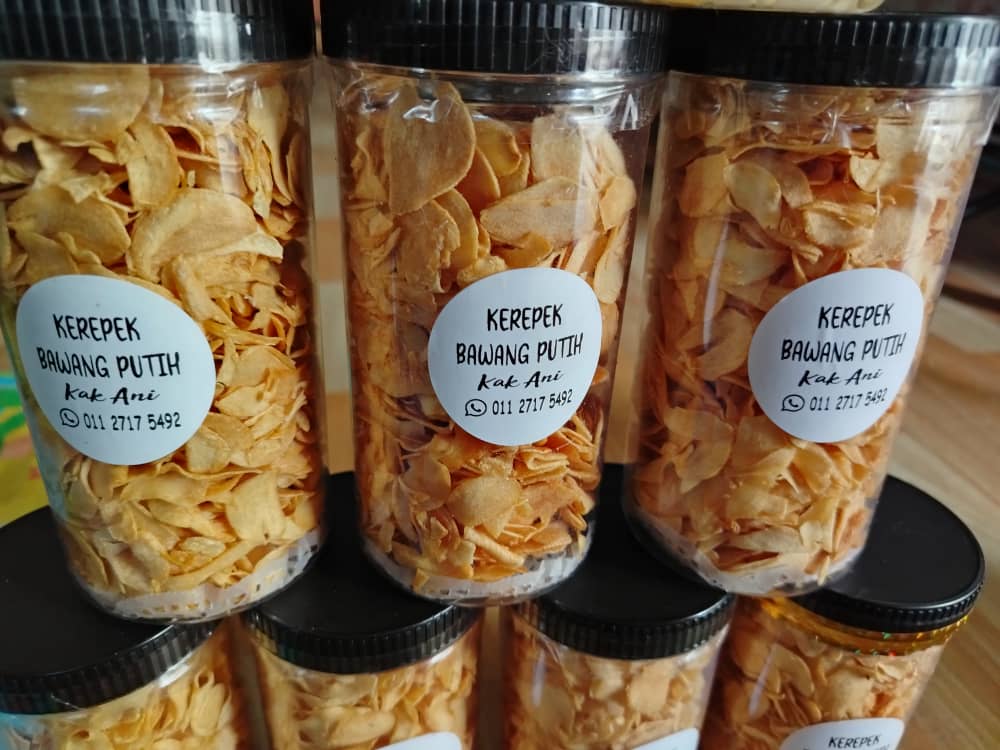 KEREPEK
BAWANG PUTIH
Kak Ani
011 2717 5492
KEREPEK
BAWANG PUTIH
Kak Ani
011 2717 5492
KEREPEK
BAWANG PUTIH
Kak Ani
011 2717 5492
KEREPEK